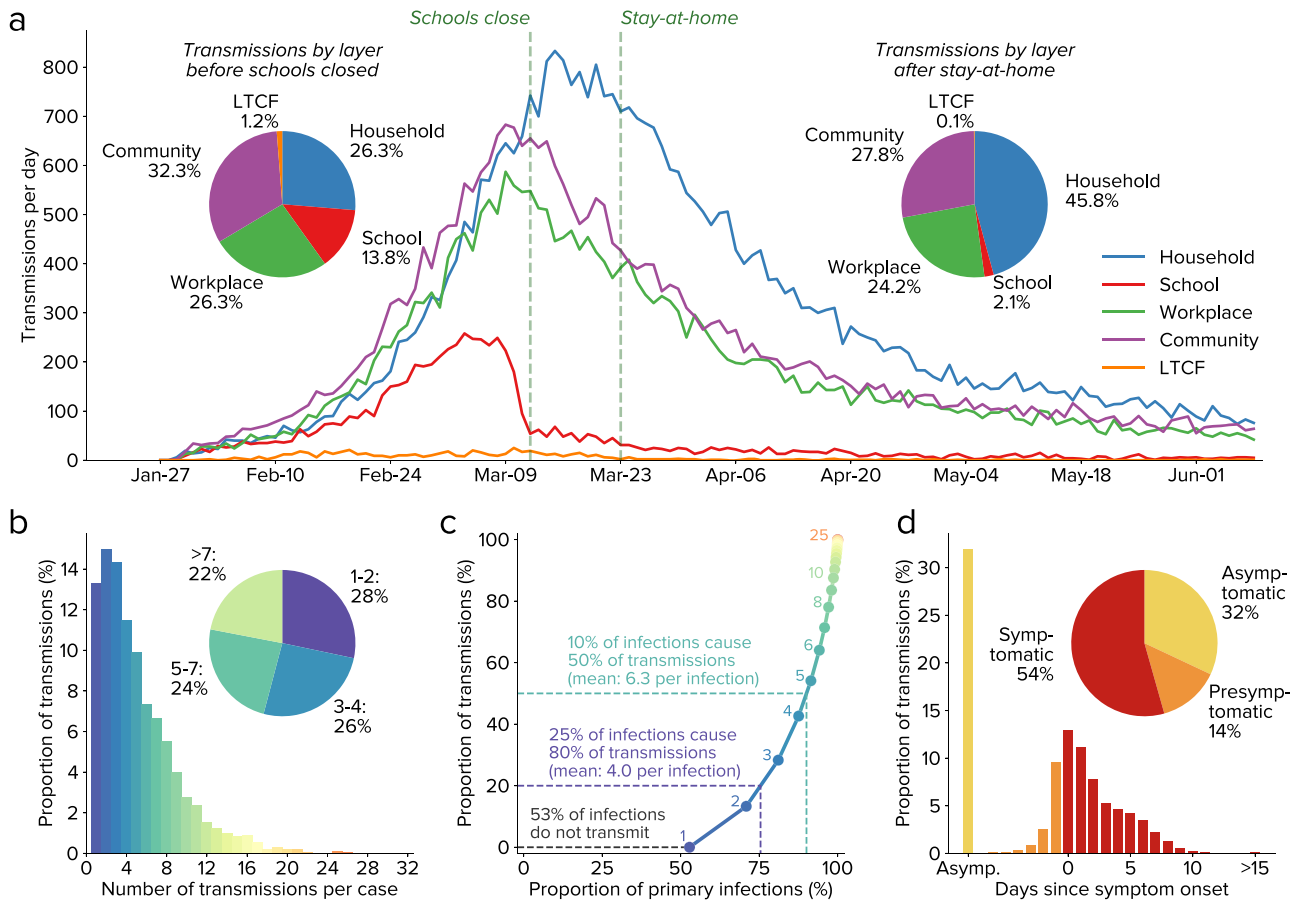 a
Schools close
Stay-at-home
Transmissions by layer
before schools closed
Transmissions by layer
after stay-at-home
LTCF
1.2%
Household
26.3%
Community
32.3%
School
13.8%
Workplace
26.3%
LTCF
0.1%
Community
27.8%
Household
45.8%
Workplace
24.2%
School
2.1%
Household
School
Workplace
Community
LTCF
Transmissions per day
800
700
600
500
400
300
200
100
0
Jan-27
Feb-10
Feb-24
Mar-09
Mar-23
Apr-06
Apr-20
May-04
May-18
Jun-01
b
Proportion of transmissions (%)
14
12
10
8
6
4
2
0
>7:
22%
1-2:
28%
5-7:
24%
3-4:
26%
0
4
8
12
16
20
24
28
32
Number of transmissions per case
c
Proportion of transmissions (%)
100
80
60
40
20
0
25
10
8
6
5
4
3
2
1
10% of infections cause
50% of transmissions
(mean: 6.3 per infection)
25% of infections cause
80% of transmissions
(mean: 4.0 per infection)
53% of infections
do not transmit
0
25
50
75
100
Proportion of primary infections (%)
d
Proportion of transmissions (%)
30
25
20
15
10
5
0
Asymp-
tomatic
32%
Symp-
tomatic
54%
Presymp-
tomatic
14%
Asymp.
0
5
10
>15
Days since symptom onset